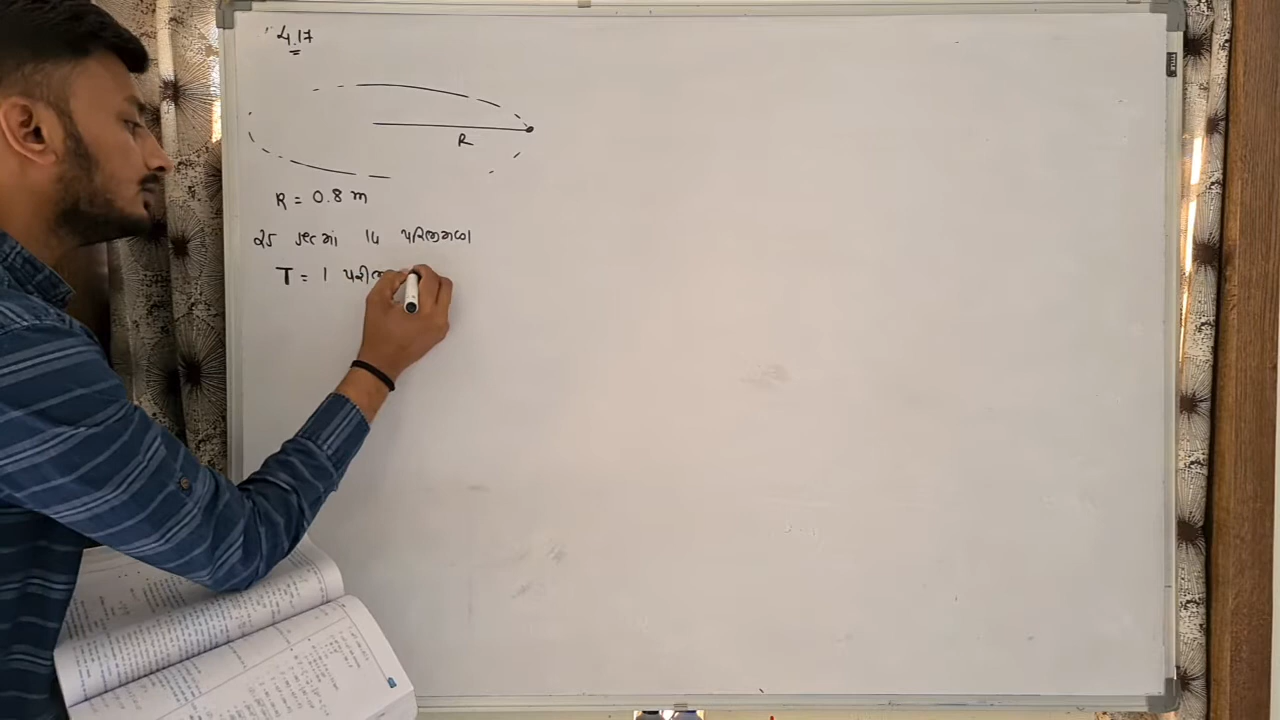 4.17
R
R = 0.8 m
25 sec માં 14 પરિભ્રમણો
T = 1 પરી